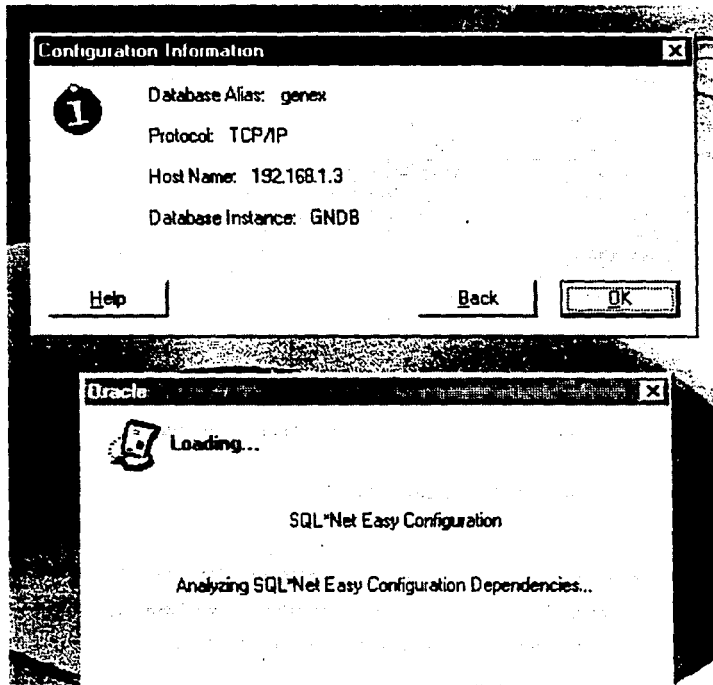 Configuration Information
Database Alias: genex
Protocol: TCP/IP
Host Name: 192.168.1.3
Database Instance: GNDB
Help
Back
OK
Oracle
Loading...
SQL*Net Easy Configuration
Analyzing SQL*Net Easy Configuration Dependencies...